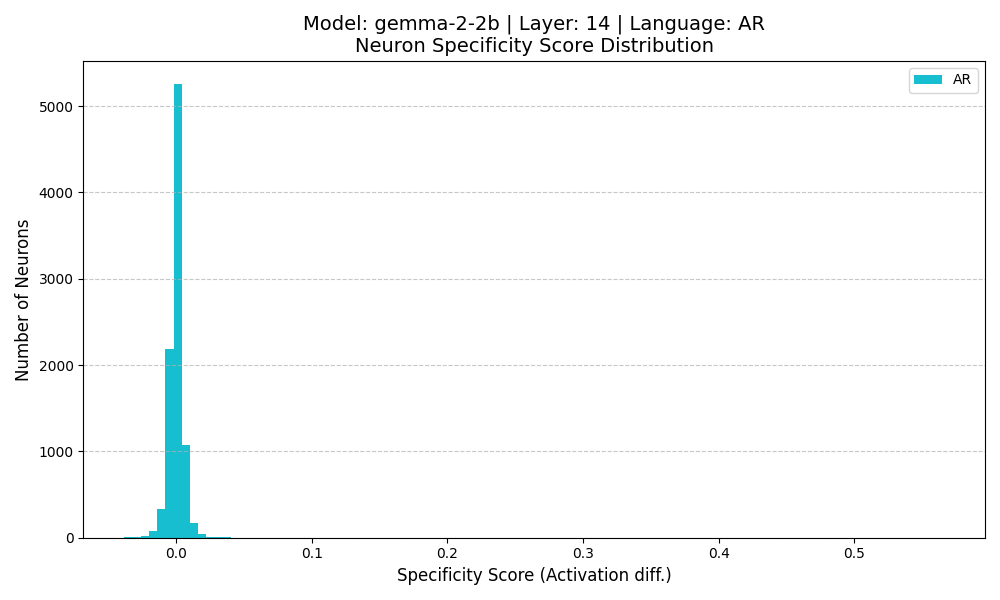 Model: gemma-2-2b | Layer: 14 | Language: AR
Neuron Specificity Score Distribution
AR
5000
4000
3000
2000
1000
0
Number of Neurons
0.0 0.1 0.2 0.3 0.4 0.5
Specificity Score (Activation diff.)